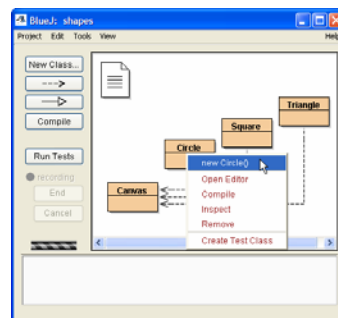 BlueJ: shapes
Project Edit Tools View Help
New Class...
Compile
Run Tests
recording
End
Cancel
Triangle
Square
Circle
Canvas
new Circle()
Open Editor
Compile
Inspect
Remove
Create Test Class